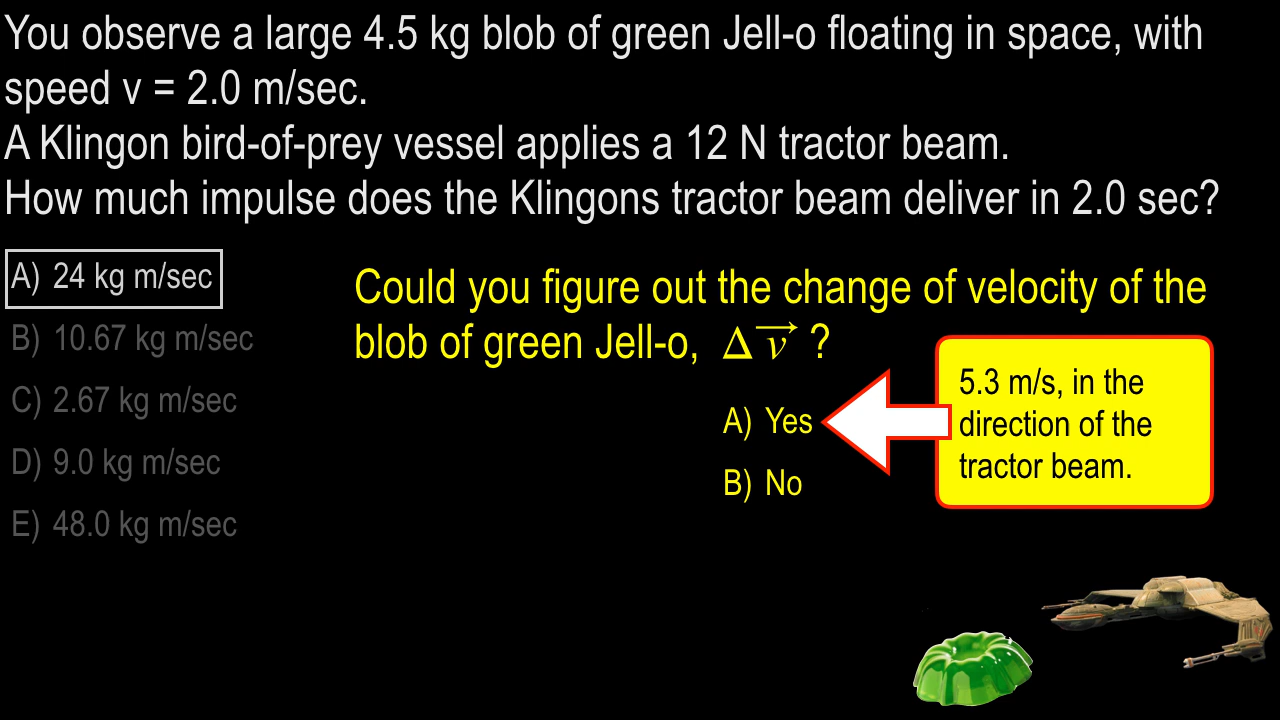 You observe a large 4.5 kg blob of green Jell-o floating in space, with
speed v = 2.0 m/sec.
A Klingon bird-of-prey vessel applies a 12 N tractor beam.
How much impulse does the Klingons tractor beam deliver in 2.0 sec?
A) 24 kg m/sec
B) 10.67 kg m/sec
C) 2.67 kg m/sec
D) 9.0 kg m/sec
E) 48.0 kg m/sec
Could you figure out the change of velocity of the
blob of green Jell-o, Δv⃗ ?
A) Yes
B) No
5.3 m/s, in the
direction of the
tractor beam.